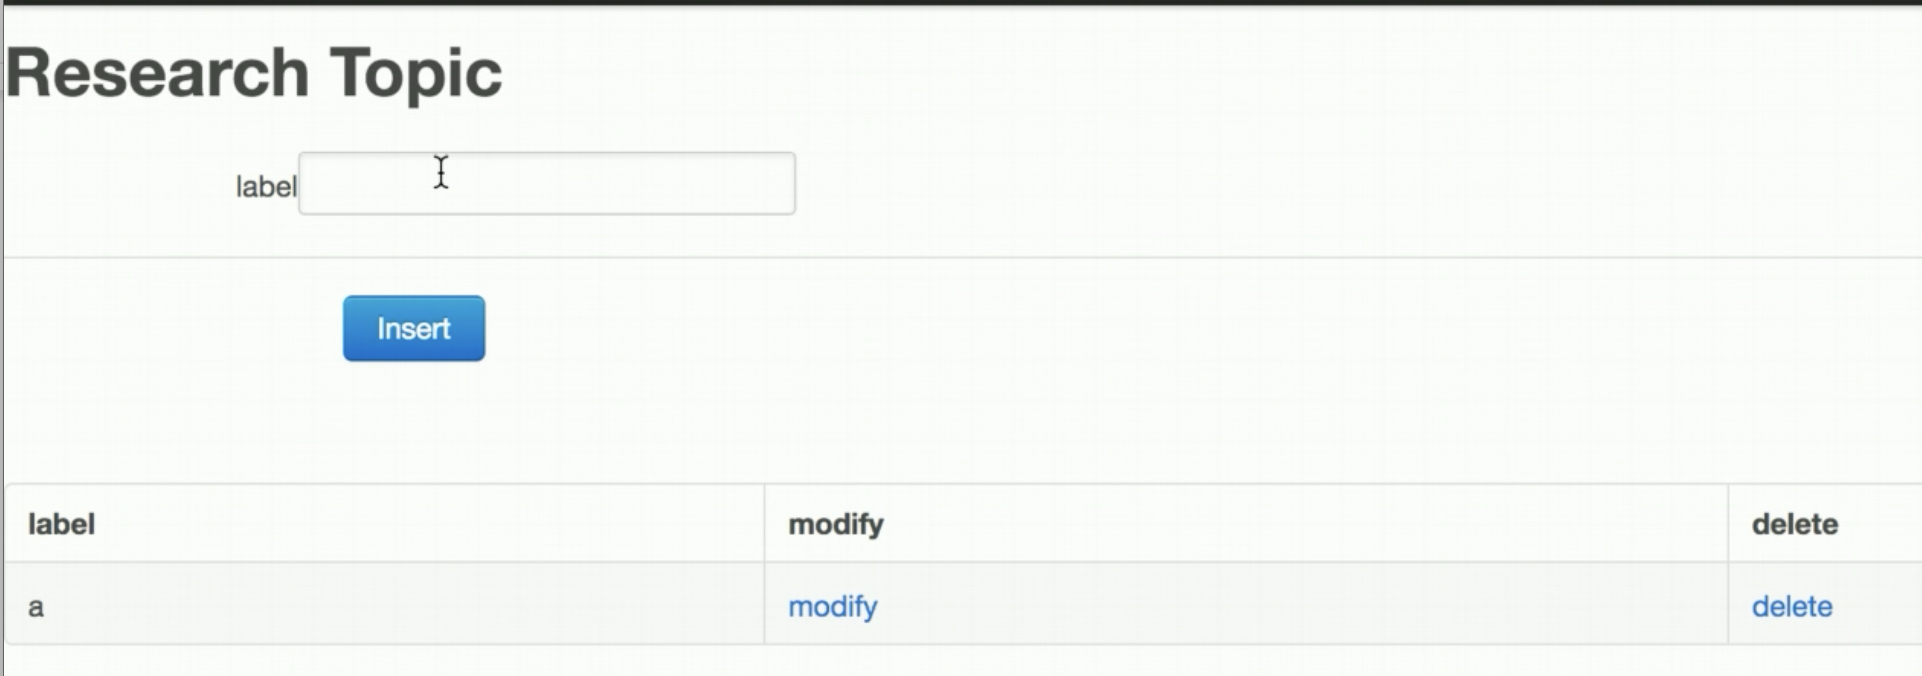 Research Topic
label
Insert
label modify delete
a modify delete